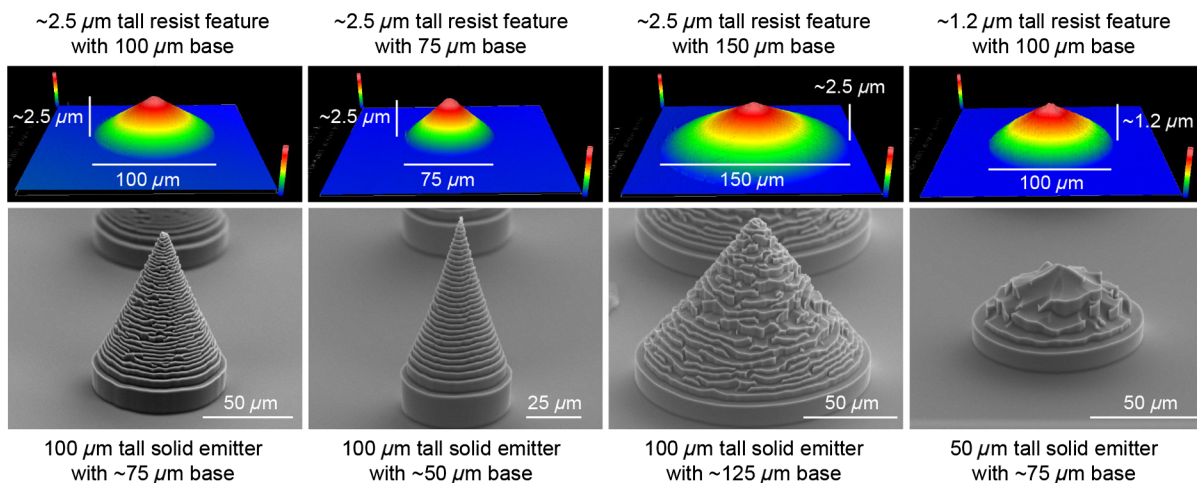 ~2.5 µm tall resist feature
with 100 µm base
~2.5 µm tall resist feature
with 75 µm base
~2.5 µm tall resist feature
with 150 µm base
~1.2 µm tall resist feature
with 100 µm base
~2.5 µm
100 µm
~2.5 µm
75 µm
~2.5 µm
150 µm
~1.2 µm
100 µm
50 µm
25 µm
50 µm
50 µm
100 µm tall solid emitter
with ~75 µm base
100 µm tall solid emitter
with ~50 µm base
100 µm tall solid emitter
with ~125 µm base
50 µm tall solid emitter
with ~75 µm base